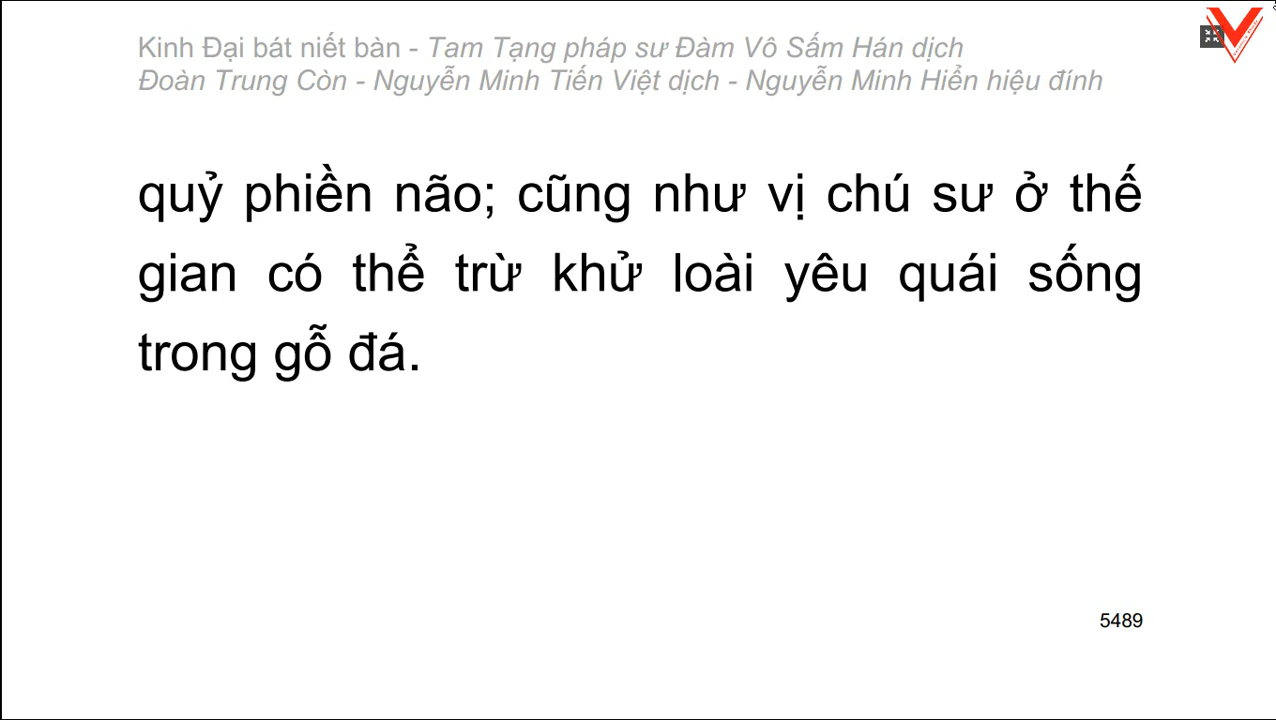 Kinh Đại bát niết bàn - Tam Tạng pháp sư Đàm Vô Sấm Hán dịch
Đoàn Trung Còn - Nguyễn Minh Tiến Việt dịch - Nguyễn Minh Hiển hiệu đính
quỷ phiền não; cũng như vị chú sư ở thế
gian có thể trừ khử loài yêu quái sống
trong gỗ đá.
5489